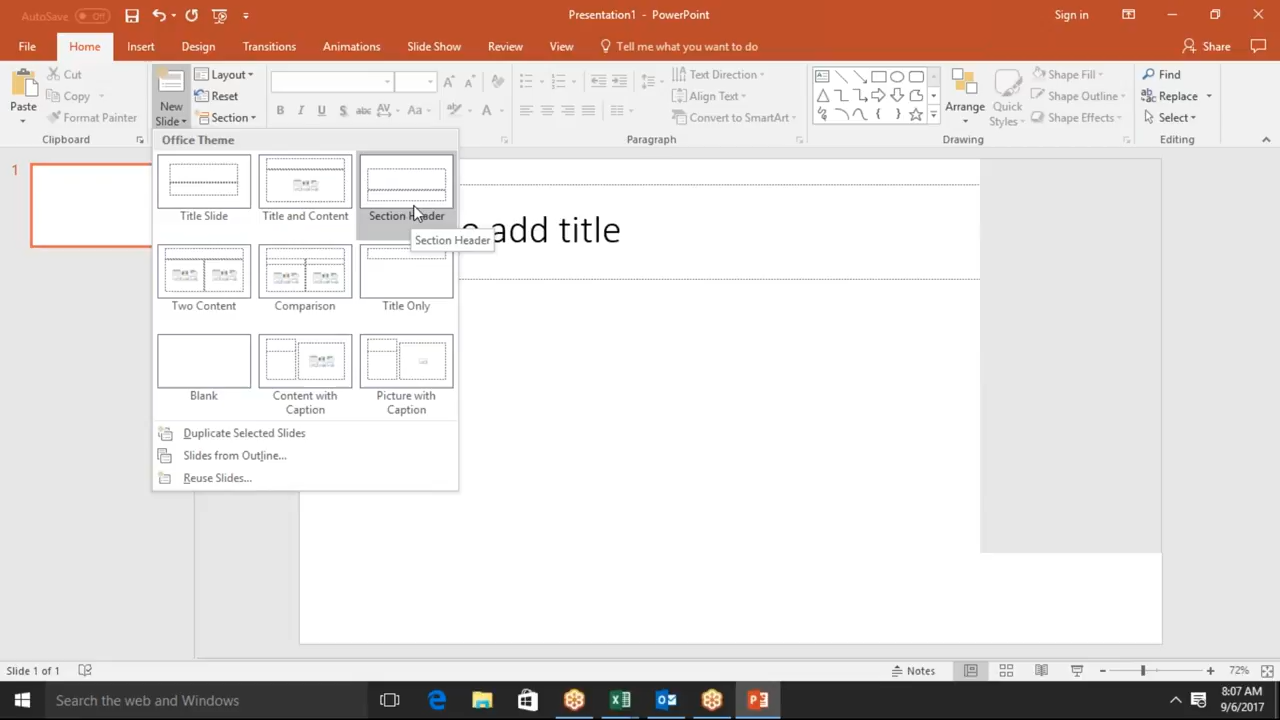 AutoSave Off
Presentation1 - PowerPoint
Sign in
File Home Insert Design Transitions Animations Slide Show Review View Tell me what you want to do
Share
Paste
Cut
Copy
Format Painter
Clipboard
New
Slide
Layout
Reset
Section
Aa
Text Direction
Align Text
Convert to SmartArt
Paragraph
Arrange
Quick
Styles
Shape Fill
Shape Outline
Shape Effects
Drawing
Find
Replace
Select
Editing
Office Theme
Title Slide
Title and Content
Section Header
Section Header
Two Content
Comparison
Title Only
Blank
Content with
Caption
Picture with
Caption
Duplicate Selected Slides
Slides from Outline...
Reuse Slides...
1
add title
Slide 1 of 1
Notes
72%
Search the web and Windows
8:07 AM
9/6/2017